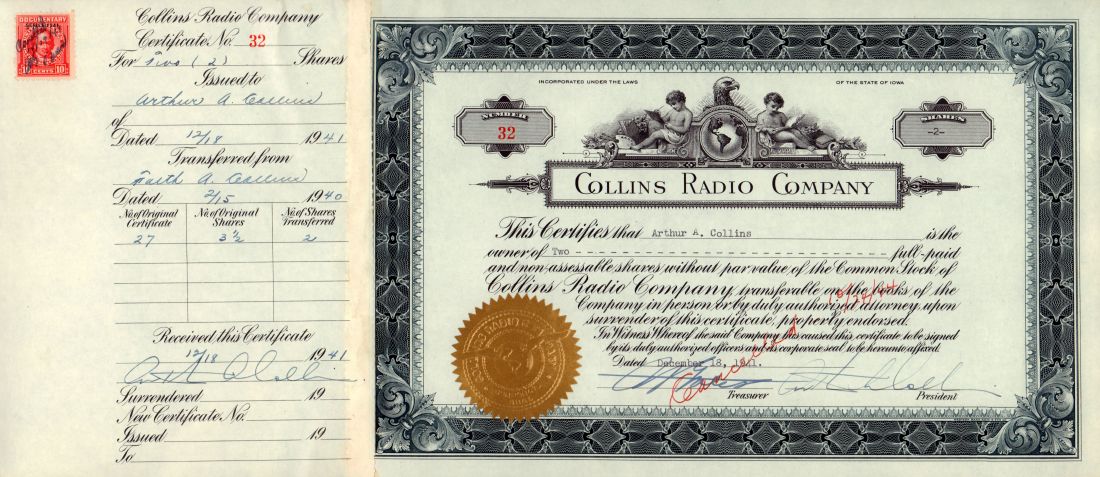 DOCUMENTARY
10 CENTS 10
Collins Radio Company
Certificate No. 32
For Two (2) Shares
Issued to
Arthur A. Collins
of
Dated 12/18 1941
Transferred from
Faith A. Collins
Dated 2/15 1940
No. of Original Certificate
No. of Original Shares
No. of Shares Transferred
27 3½ 2
Received this Certificate
12/18 1941
Surrendered 19
New Certificate No.
Issued 19
To
INCORPORATED UNDER THE LAWS
OF THE STATE OF IOWA
NUMBER
32
SHARES
-2-
COLLINS RADIO COMPANY
This Certifies that Arthur A. Collins is the
owner of Two - - - - - - - - - - - - - - - - - - - - - - - full-paid
and non-assessable shares without par value of the Common Stock of
Collins Radio Company transferable on the books of the
Company in person or by duly authorized attorney upon
surrender of this certificate, properly endorsed.
In Witness Whereof the said Company has caused this certificate to be signed
by its duly authorized officers and its corporate seal to be hereunto affixed.
Dated December 18, 1941.
Cancelled
Treasurer
President